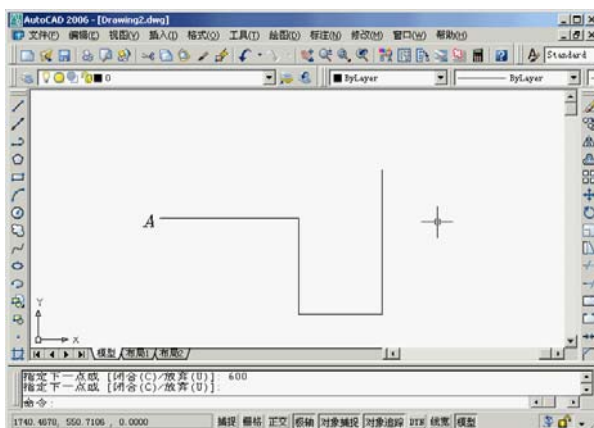 AutoCAD 2006 - [Drawing2.dwg]
文件(F) 编辑(E) 视图(V) 插入(I) 格式(O) 工具(T) 绘图(D) 标注(N) 修改(M) 窗口(W) 帮助(H)
A Standard
0 ByLayer ByLayer
A
Y
X
模型 布局1 布局2
指定下一点或 [闭合(C)/放弃(U)]: 600
指定下一点或 [闭合(C)/放弃(U)]:
命令:
1740.4670, 550.7106 , 0.0000 捕捉 栅格 正交 极轴 对象捕捉 对象追踪 DYN 线宽 模型